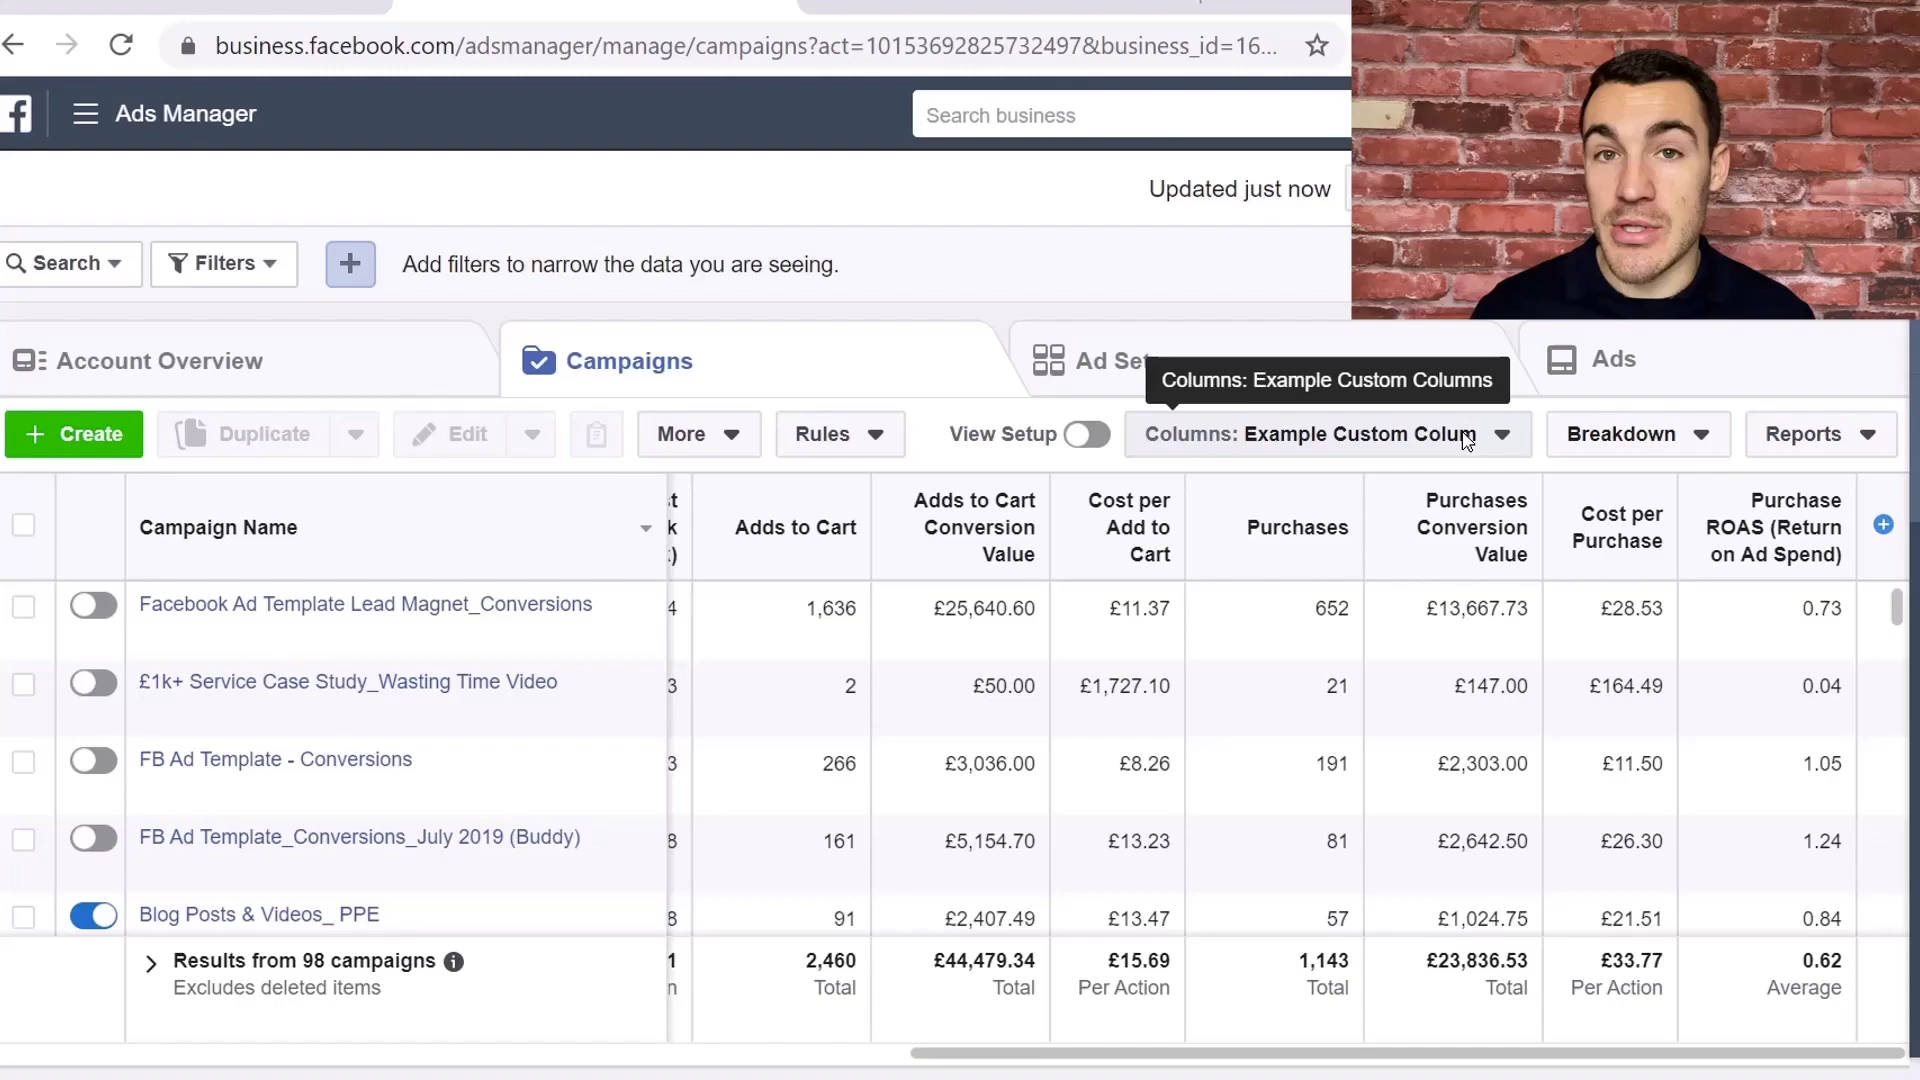 business.facebook.com/adsmanager/manage/campaigns?act=10153692825732497&business_id=16...
Ads Manager
Search business
Updated just now
Search
Filters
+
Add filters to narrow the data you are seeing.
Account Overview
Campaigns
Ad Set
Ads
Columns: Example Custom Columns
+ Create
Duplicate
Edit
More
Rules
View Setup
Columns: Example Custom Colum
Breakdown
Reports
Campaign Name
t
k
)
Adds to Cart
Adds to Cart
Conversion
Value
Cost per
Add to
Cart
Purchases
Purchases
Conversion
Value
Cost per
Purchase
Purchase
ROAS (Return
on Ad Spend)
Facebook Ad Template Lead Magnet_Conversions 4 1,636 £25,640.60 £11.37 652 £13,667.73 £28.53 0.73
£1k+ Service Case Study_Wasting Time Video 3 2 £50.00 £1,727.10 21 £147.00 £164.49 0.04
FB Ad Template - Conversions 3 266 £3,036.00 £8.26 191 £2,303.00 £11.50 1.05
FB Ad Template_Conversions_July 2019 (Buddy) 8 161 £5,154.70 £13.23 81 £2,642.50 £26.30 1.24
Blog Posts & Videos_ PPE 8 91 £2,407.49 £13.47 57 £1,024.75 £21.51 0.84
Results from 98 campaigns 1 2,460 £44,479.34 £15.69 1,143 £23,836.53 £33.77 0.62
Excludes deleted items n Total Total Per Action Total Total Per Action Average